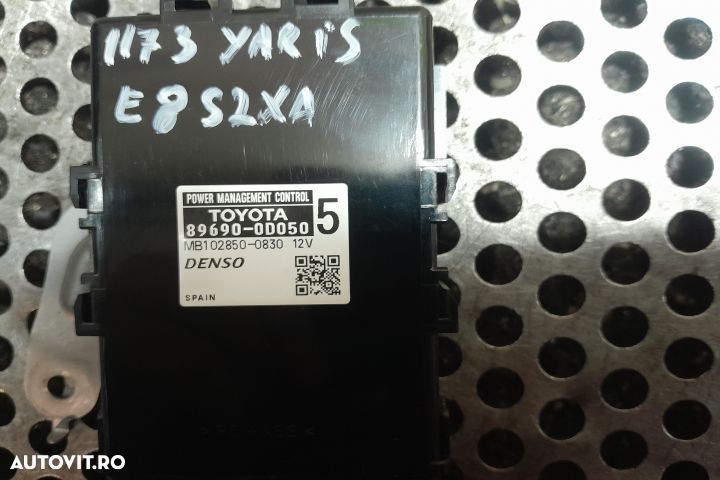 1173 YARIS
E8S2XA
POWER MANAGEMENT CONTROL
TOYOTA 5
89690-0D050
MB102850-0830 12V
DENSO
SPAIN
AUTOVIT.RO